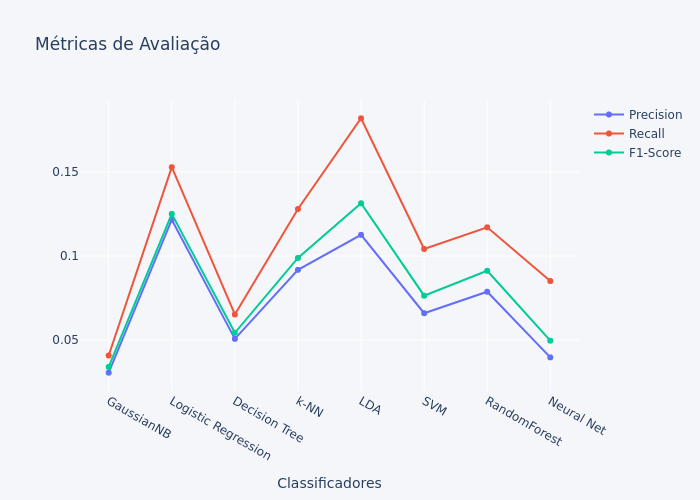 Métricas de Avaliação
Precision
Recall
F1-Score
0.15
0.1
0.05
GaussianNB
Logistic Regression
Decision Tree
k-NN
LDA
SVM
RandomForest
Neural Net
Classificadores